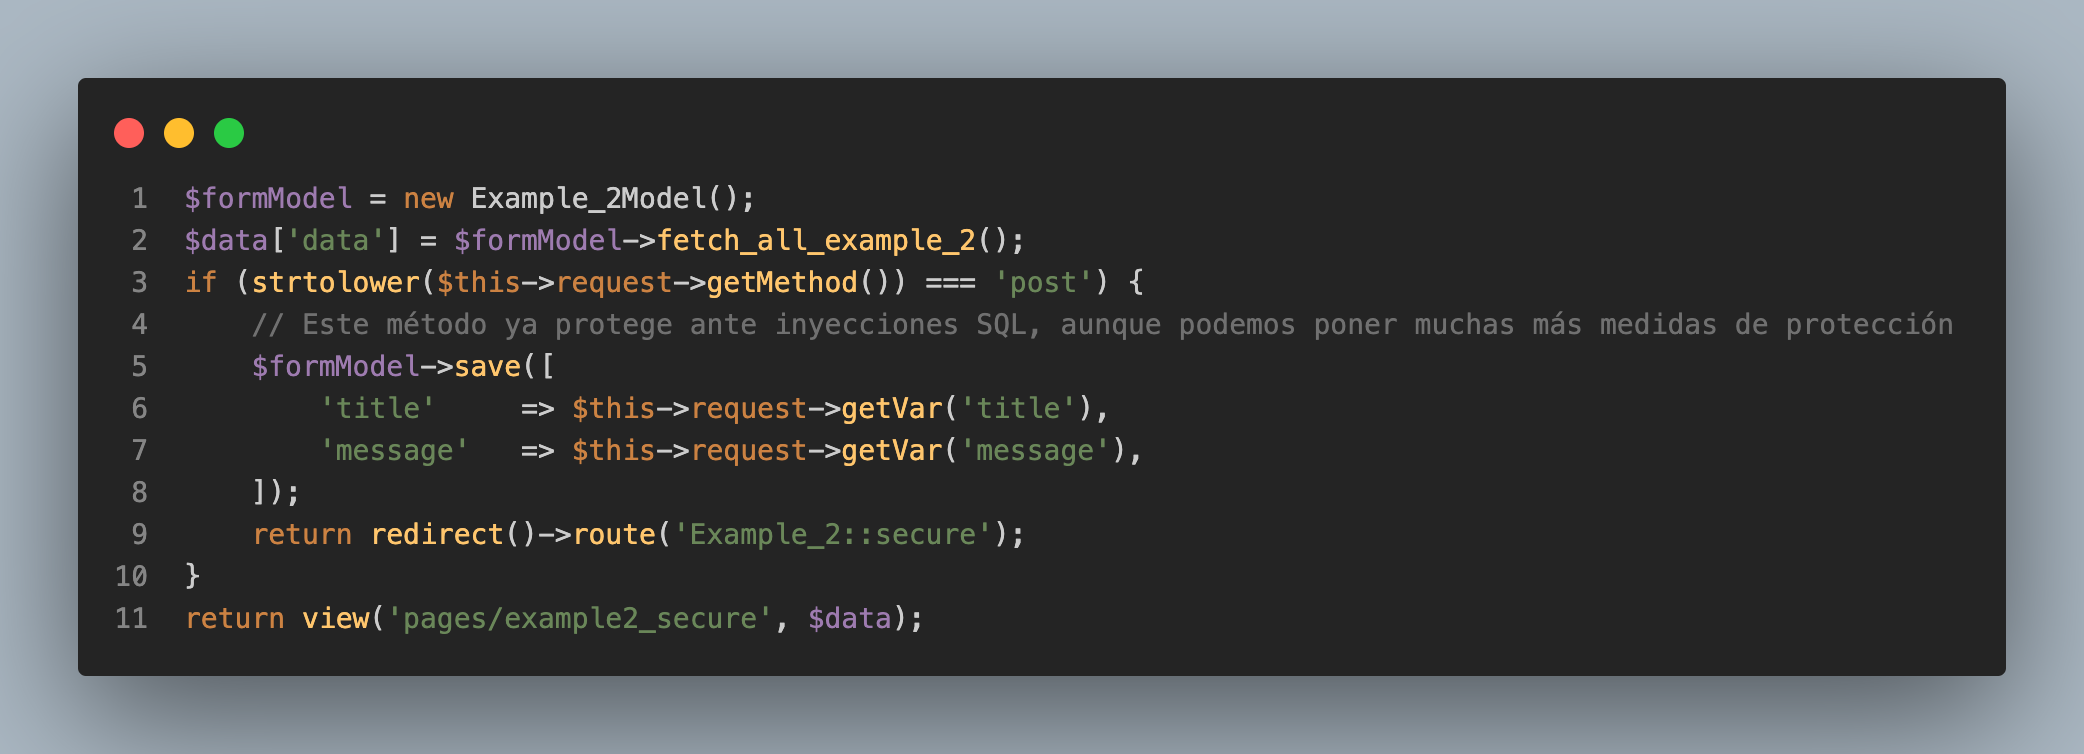 1 $formModel = new Example_2Model();
2 $data['data'] = $formModel->fetch_all_example_2();
3 if (strtolower($this->request->getMethod()) === 'post') {
4     // Este método ya protege ante inyecciones SQL, aunque podemos poner muchas más medidas de protección
5     $formModel->save([
6         'title'     => $this->request->getVar('title'),
7         'message'   => $this->request->getVar('message'),
8     ]);
9     return redirect()->route('Example_2::secure');
10 }
11 return view('pages/example2_secure', $data);